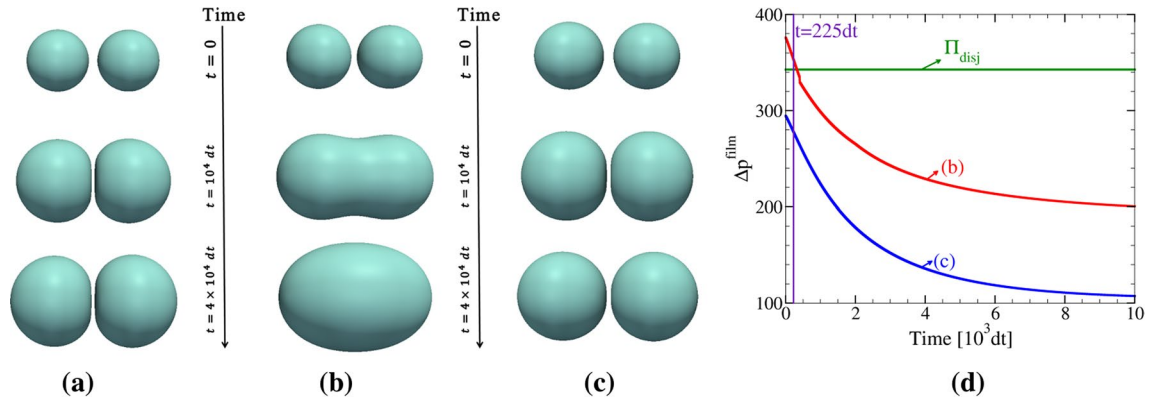 Time
t = 0
t = 10⁴ dt
t = 4 × 10⁴ dt
(a)
Time
t = 0
t = 10⁴ dt
t = 4 × 10⁴ dt
(b)
(c)
400
300
200
100
Δp^film
t=225dt
Π_disj
(b)
(c)
0
2
4
6
8
10
Time [10³dt]
(d)